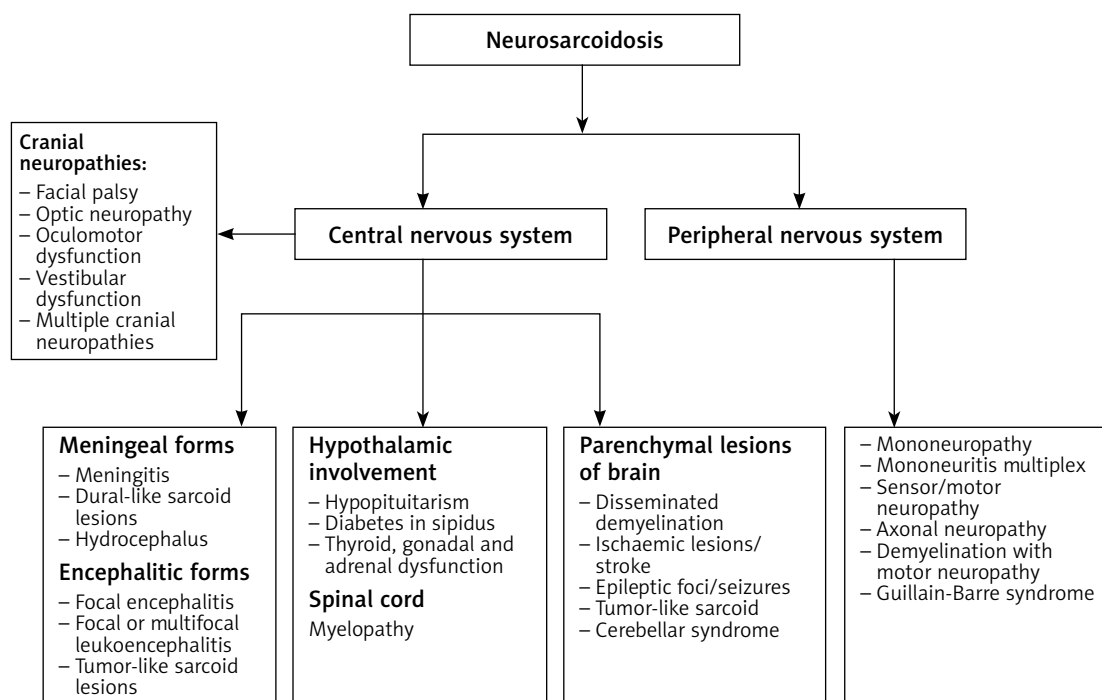 Neurosarcoidosis
Cranial
neuropathies:
– Facial palsy
– Optic neuropathy
– Oculomotor
dysfunction
– Vestibular
dysfunction
– Multiple cranial
neuropathies
Central nervous system
Peripheral nervous system
Meningeal forms
– Meningitis
– Dural-like sarcoid
lesions
– Hydrocephalus
Encephalitic forms
– Focal encephalitis
– Focal or multifocal
leukoencephalitis
– Tumor-like sarcoid
lesions
Hypothalamic
involvement
– Hypopituitarism
– Diabetes in sipidus
– Thyroid, gonadal and
adrenal dysfunction
Spinal cord
Myelopathy
Parenchymal lesions
of brain
– Disseminated
demyelination
– Ischaemic lesions/
stroke
– Epileptic foci/seizures
– Tumor-like sarcoid
– Cerebellar syndrome
– Mononeuropathy
– Mononeuritis multiplex
– Sensor/motor
neuropathy
– Axonal neuropathy
– Demyelination with
motor neuropathy
– Guillain-Barre syndrome